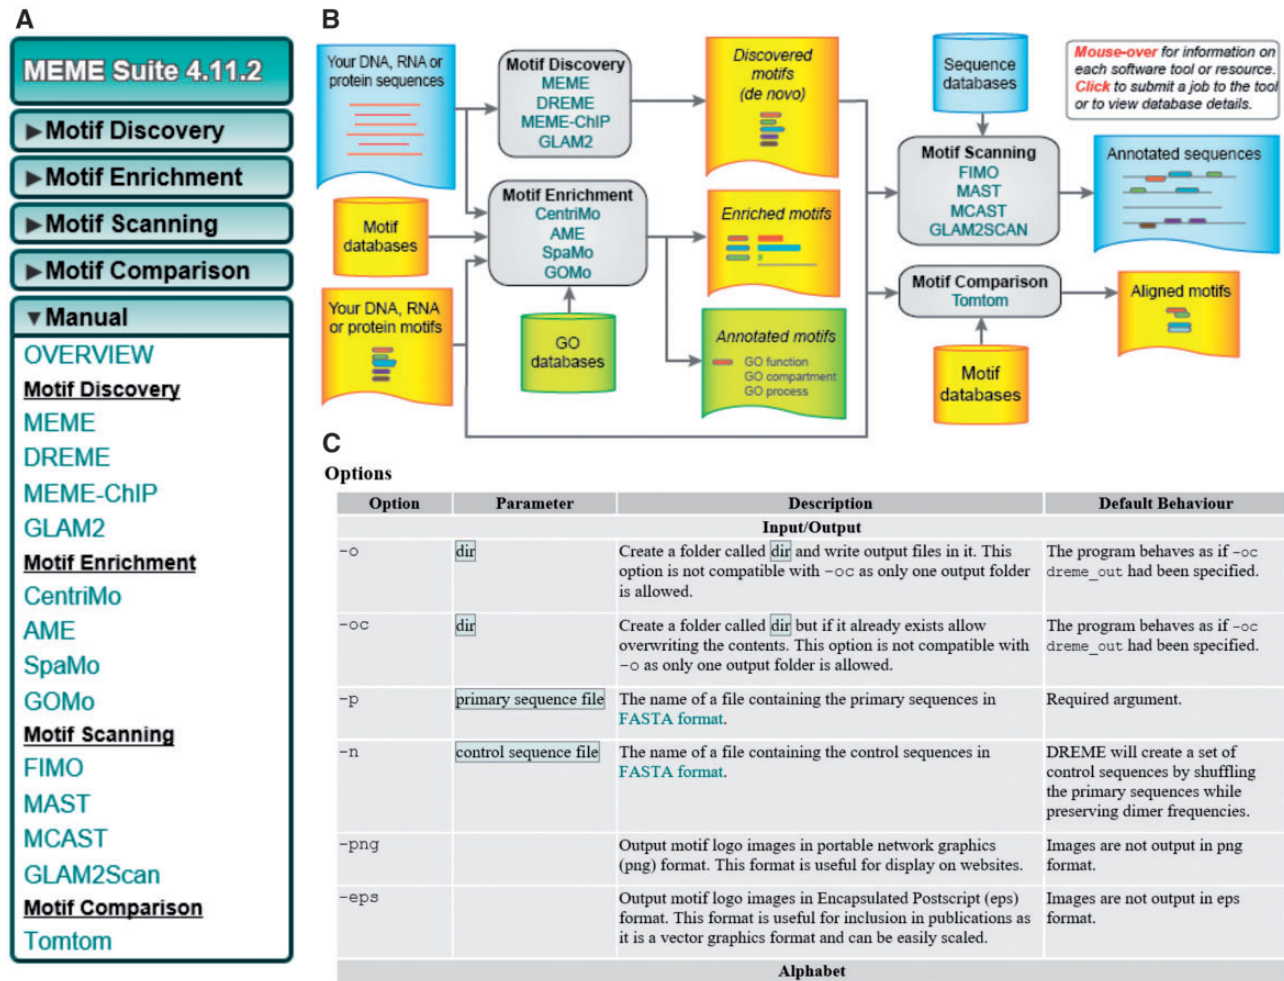 A
MEME Suite 4.11.2
▶Motif Discovery
▶Motif Enrichment
▶Motif Scanning
▶Motif Comparison
▼Manual
OVERVIEW
Motif Discovery
MEME
DREME
MEME-ChIP
GLAM2
Motif Enrichment
CentriMo
AME
SpaMo
GOMo
Motif Scanning
FIMO
MAST
MCAST
GLAM2Scan
Motif Comparison
Tomtom
B
Your DNA, RNA or
protein sequences
Motif
databases
Your DNA, RNA
or protein motifs
Motif Discovery
MEME
DREME
MEME-ChIP
GLAM2
Motif Enrichment
CentriMo
AME
SpaMo
GOMo
GO
databases
Discovered
motifs
(de novo)
Enriched motifs
Annotated motifs
GO function
GO compartment
GO process
Sequence
databases
Motif Scanning
FIMO
MAST
MCAST
GLAM2SCAN
Motif Comparison
Tomtom
Motif
databases
Mouse-over for information on
each software tool or resource.
Click to submit a job to the tool
or to view database details.
Annotated sequences
Aligned motifs
C
Options
Option Parameter Description Default Behaviour
Input/Output
-o dir Create a folder called dir and write output files in it. This The program behaves as if -oc
option is not compatible with -oc as only one output folder dreme_out had been specified.
is allowed.
-oc dir Create a folder called dir but if it already exists allow The program behaves as if -oc
overwriting the contents. This option is not compatible with dreme_out had been specified.
-o as only one output folder is allowed.
-p primary sequence file The name of a file containing the primary sequences in Required argument.
FASTA format.
-n control sequence file The name of a file containing the control sequences in DREME will create a set of
FASTA format. control sequences by shuffling
the primary sequences while
preserving dimer frequencies.
-png Output motif logo images in portable network graphics Images are not output in png
(png) format. This format is useful for display on websites. format.
-eps Output motif logo images in Encapsulated Postscript (eps) Images are not output in eps
format. This format is useful for inclusion in publications as format.
it is a vector graphics format and can be easily scaled.
Alphabet